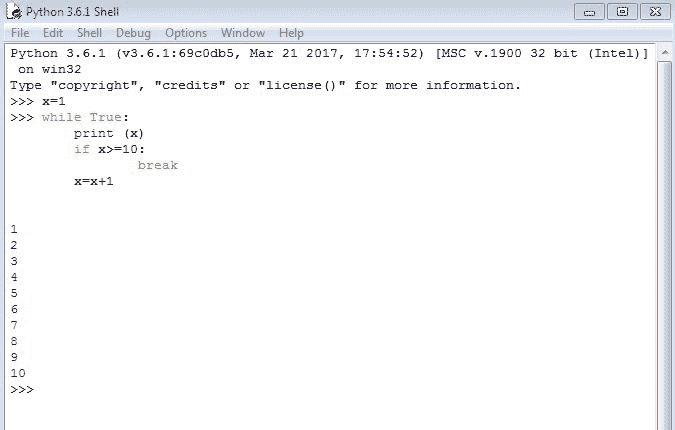 Python 3.6.1 Shell
File Edit Shell Debug Options Window Help
Python 3.6.1 (v3.6.1:69c0db5, Mar 21 2017, 17:54:52) [MSC v.1900 32 bit (Intel)]
 on win32
Type "copyright", "credits" or "license()" for more information.
>>> x=1
>>> while True:
        print (x)
        if x>=10:
                break
        x=x+1
1
2
3
4
5
6
7
8
9
10
>>>